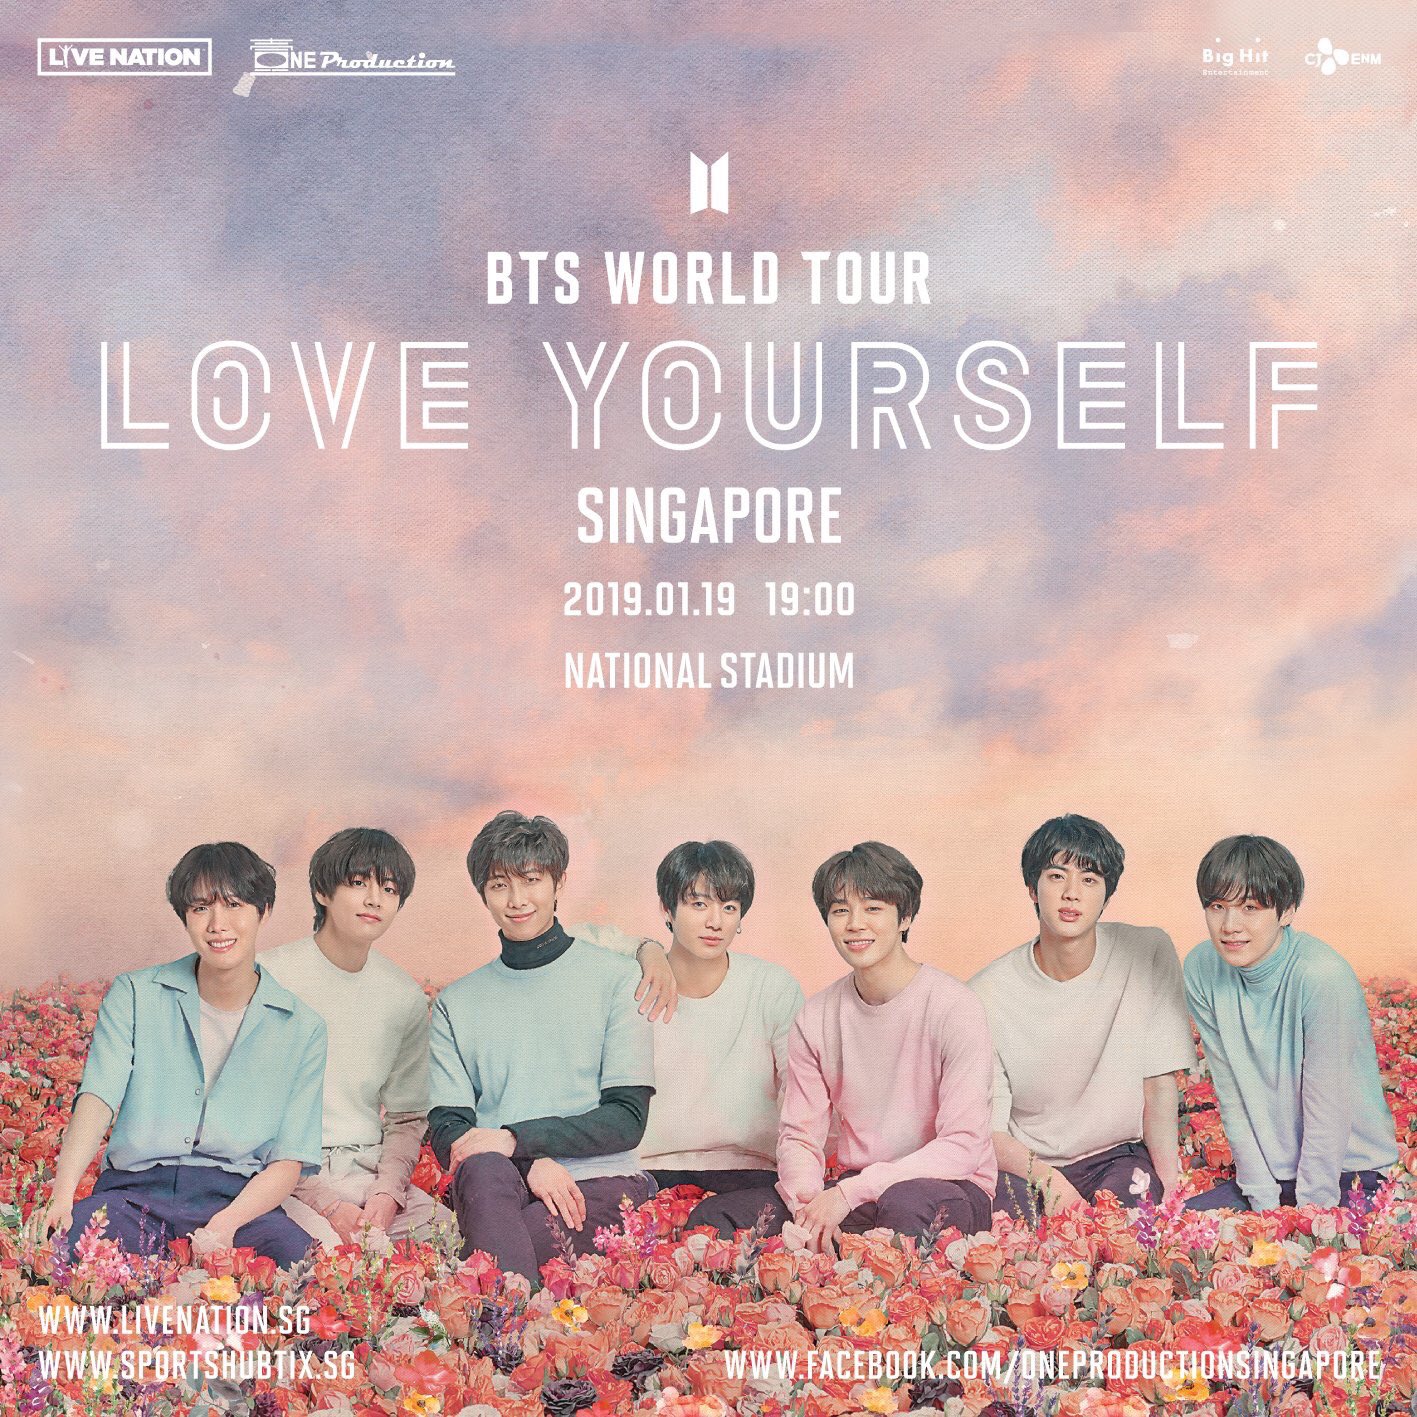 LIVE NATION
ONE Production
Big Hit
Entertainment
CJ ENM
BTS WORLD TOUR
LOVE YOURSELF
SINGAPORE
2019.01.19 19:00
NATIONAL STADIUM
WWW.LIVENATION.SG
WWW.SPORTSHUBTIX.SG
WWW.FACEBOOK.COM/ONEPRODUCTIONSINGAPORE